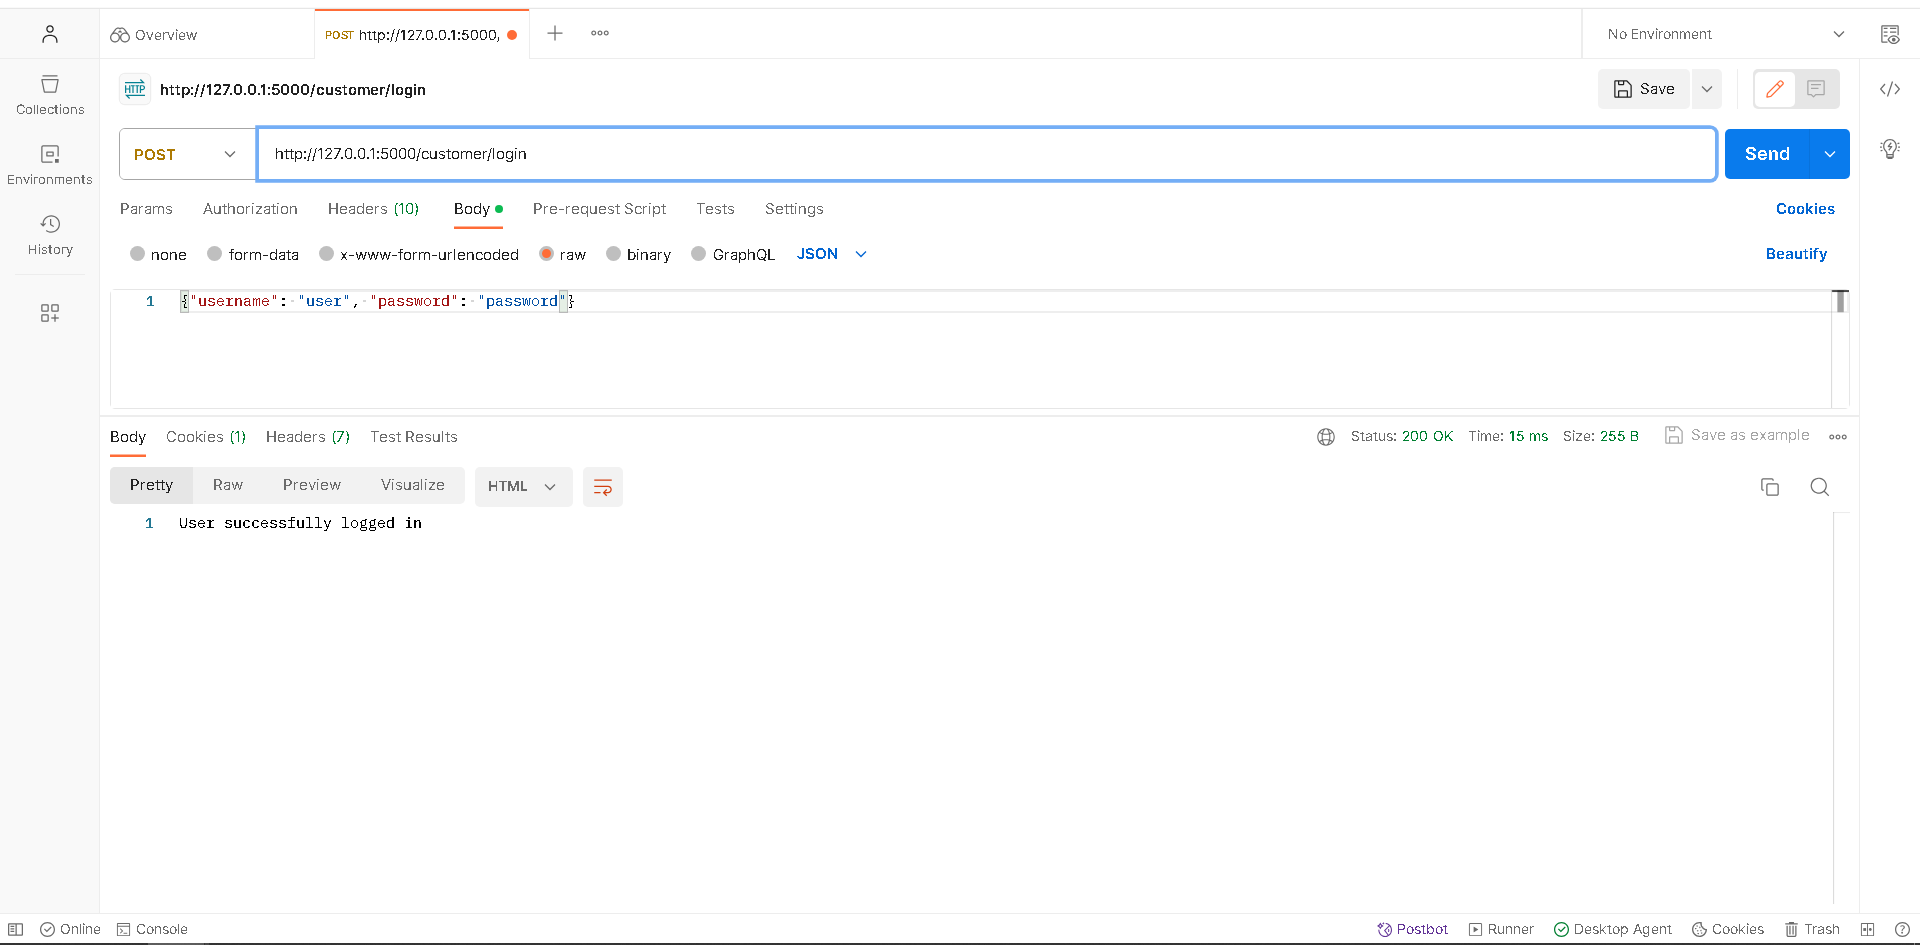 Overview
POST http://127.0.0.1:5000,
No Environment
Collections
Environments
History
HTTP http://127.0.0.1:5000/customer/login
Save
POST http://127.0.0.1:5000/customer/login Send
Params Authorization Headers (10) Body Pre-request Script Tests Settings Cookies
none form-data x-www-form-urlencoded raw binary GraphQL JSON Beautify
1 {"username": "user", "password": "password"}
Body Cookies (1) Headers (7) Test Results Status: 200 OK Time: 15 ms Size: 255 B Save as example
Pretty Raw Preview Visualize HTML
1 User successfully logged in
Online Console Postbot Runner Desktop Agent Cookies Trash